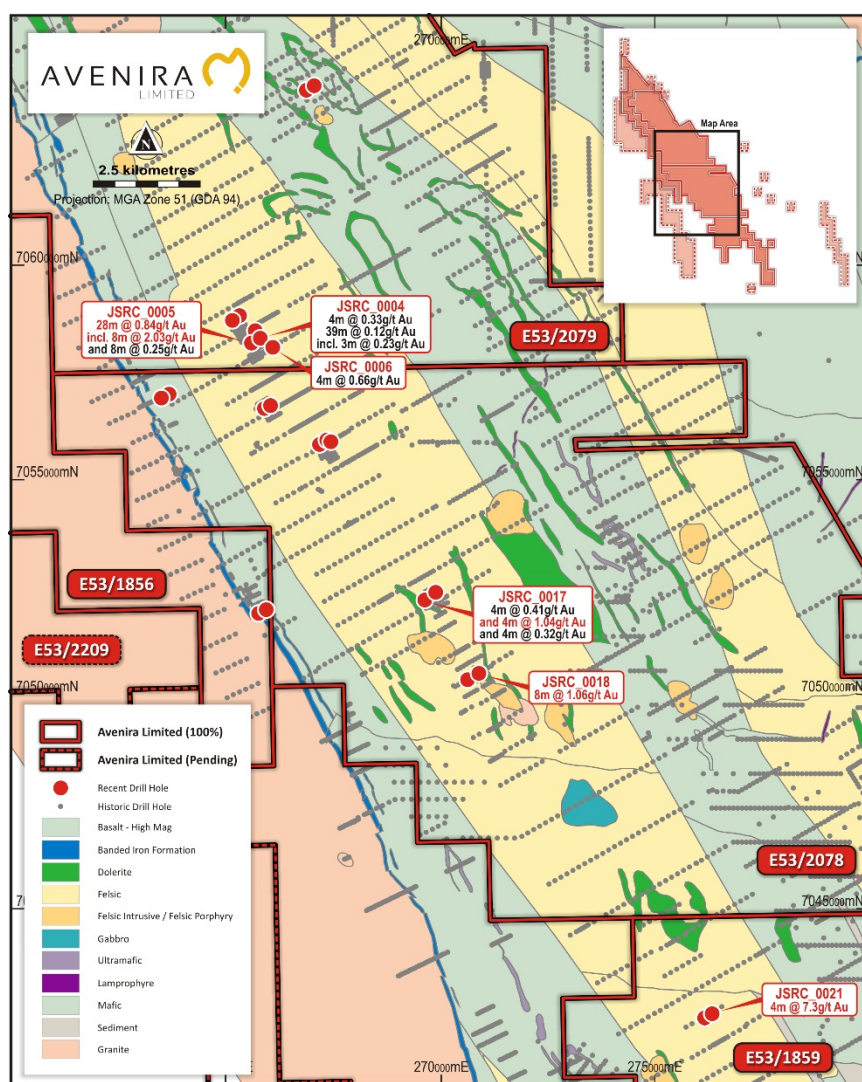 AVENIRA
LIMITED
270000mE
Map Area
N
2.5 kilometres
Projection: MGA Zone 51 (GDA 94)
7060000mN
JSRC_0005
28m @ 0.84g/t Au
incl. 8m @ 2.03g/t Au
and 8m @ 0.25g/t Au
JSRC_0004
4m @ 0.33g/t Au
39m @ 0.12g/t Au
incl. 3m @ 0.23g/t Au
E53/2079
JSRC_0006
4m @ 0.66g/t Au
7055000mN
7055000mN
E53/1856
JSRC_0017
4m @ 0.41g/t Au
and 4m @ 1.04g/t Au
and 4m @ 0.32g/t Au
E53/2209
JSRC_0018
8m @ 1.06g/t Au
7050000mN
Avenira Limited (100%)
Avenira Limited (Pending)
Recent Drill Hole
Historic Drill Hole
Basalt - High Mag
Banded Iron Formation
Dolerite
Felsic
Felsic Intrusive / Felsic Porphyry
Gabbro
Ultramafic
Lamprophyre
Mafic
Sediment
Granite
E53/2078
7045000mN
JSRC_0021
4m @ 7.3g/t Au
E53/1859
270000mE
275000mE